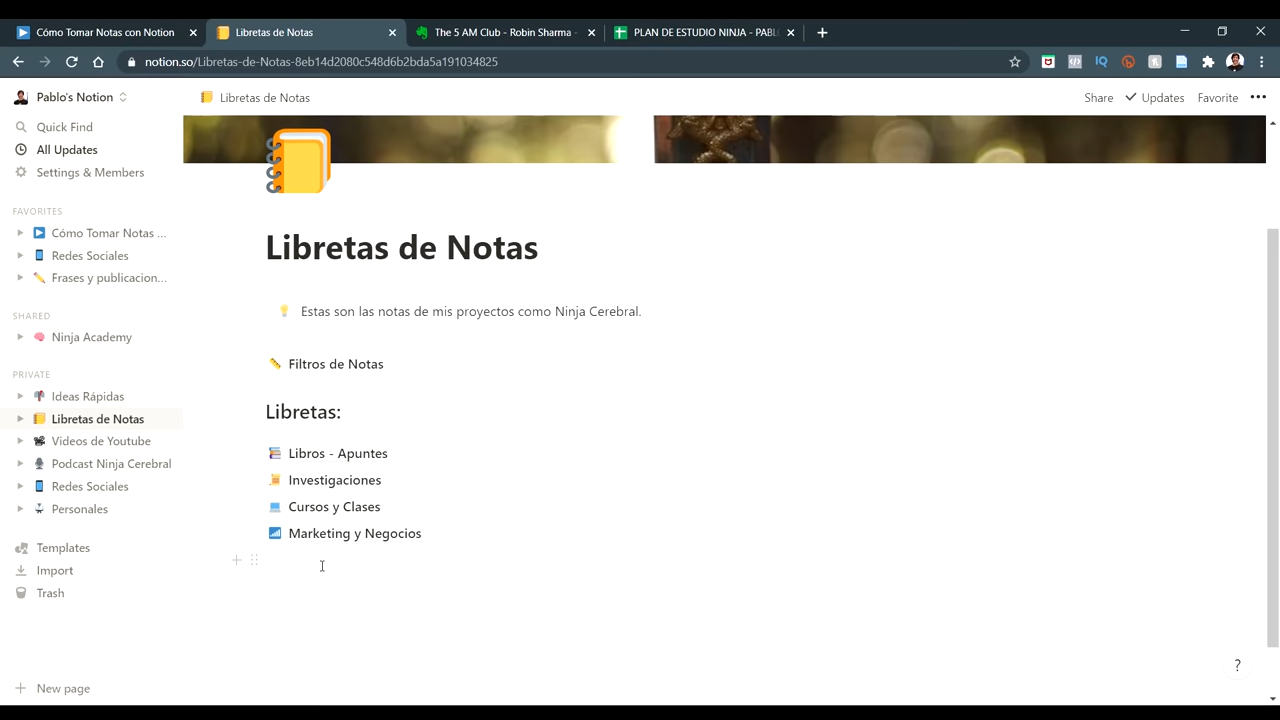 Cómo Tomar Notas con Notion
Libretas de Notas
The 5 AM Club - Robin Sharma -
PLAN DE ESTUDIO NINJA - PABL
notion.so/Libretas-de-Notas-8eb14d2080c548d6b2bda5a191034825
Pablo's Notion
Libretas de Notas
Share
Updates
Favorite
Quick Find
All Updates
Settings & Members
FAVORITES
Cómo Tomar Notas ...
Redes Sociales
Frases y publicacion...
SHARED
Ninja Academy
PRIVATE
Ideas Rápidas
Libretas de Notas
Videos de Youtube
Podcast Ninja Cerebral
Redes Sociales
Personales
Templates
Import
Trash
New page
Libretas de Notas
Estas son las notas de mis proyectos como Ninja Cerebral.
Filtros de Notas
Libretas:
Libros - Apuntes
Investigaciones
Cursos y Clases
Marketing y Negocios
?